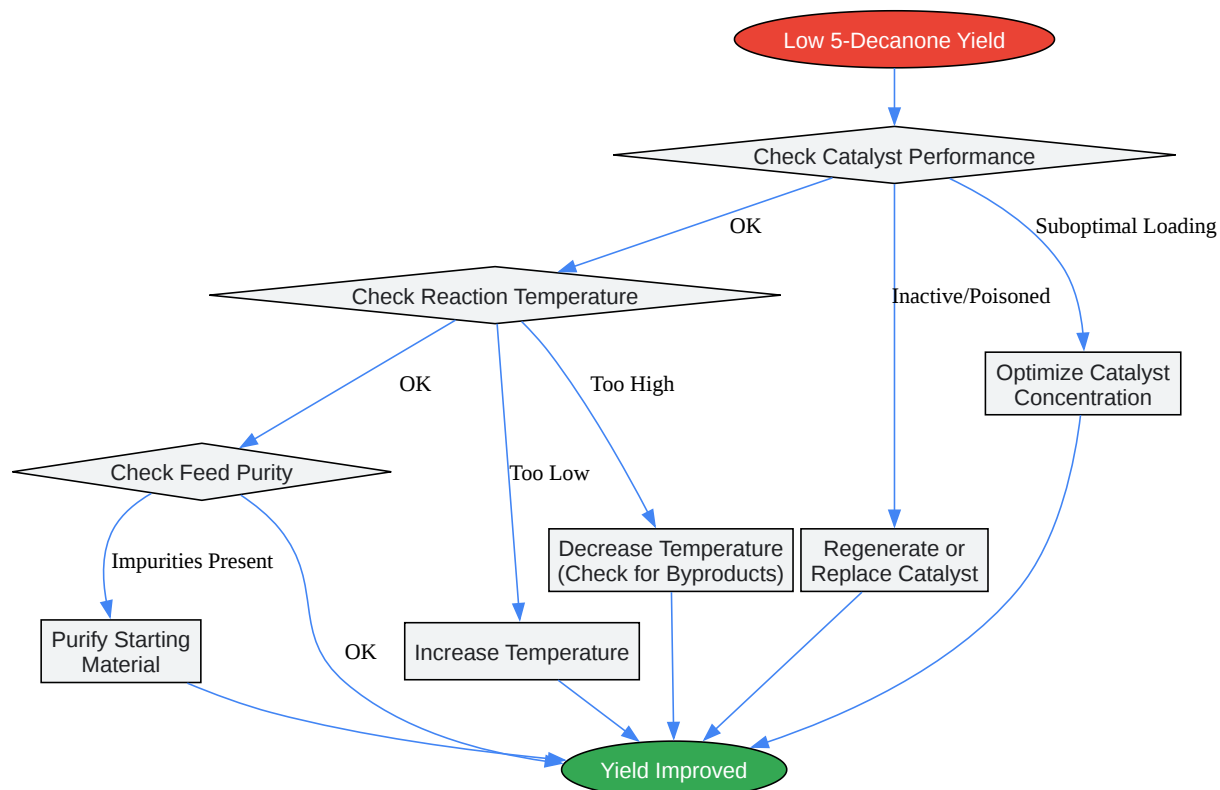 Low 5-Decanone Yield
Check Catalyst Performance
OK
Suboptimal Loading
Check Reaction Temperature
Inactive/Poisoned
OK
Too High
Optimize Catalyst
Concentration
Check Feed Purity
Too Low
Impurities Present
Decrease Temperature
(Check for Byproducts)
Regenerate or
Replace Catalyst
Purify Starting
Material
OK
Increase Temperature
Yield Improved